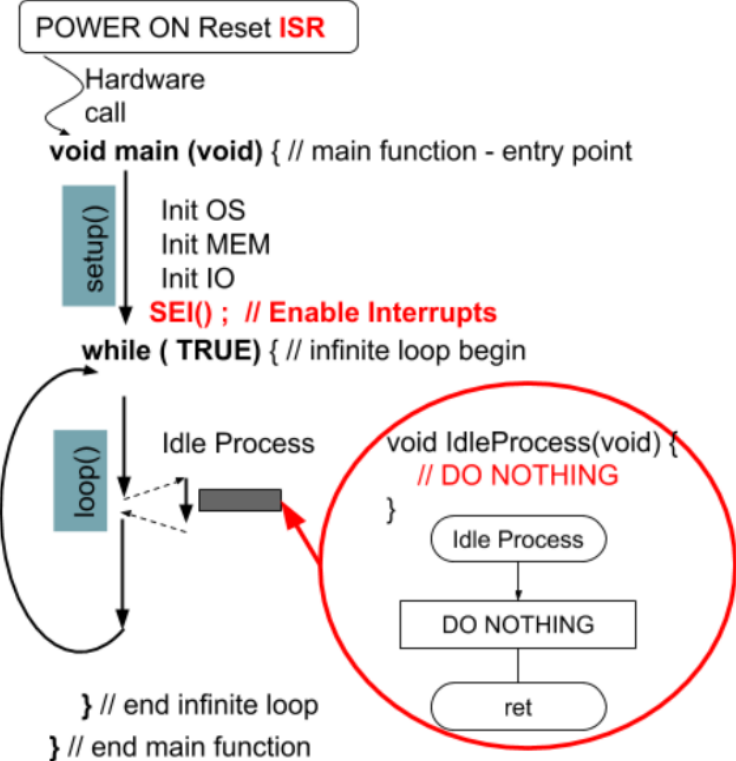 POWER ON Reset ISR
Hardware
call
void main (void) { // main function - entry point
setup()
Init OS
Init MEM
Init IO
SEI() ; // Enable Interrupts
while ( TRUE) { // infinite loop begin
loop()
Idle Process
void IdleProcess(void) {
// DO NOTHING
}
Idle Process
DO NOTHING
ret
} // end infinite loop
} // end main function